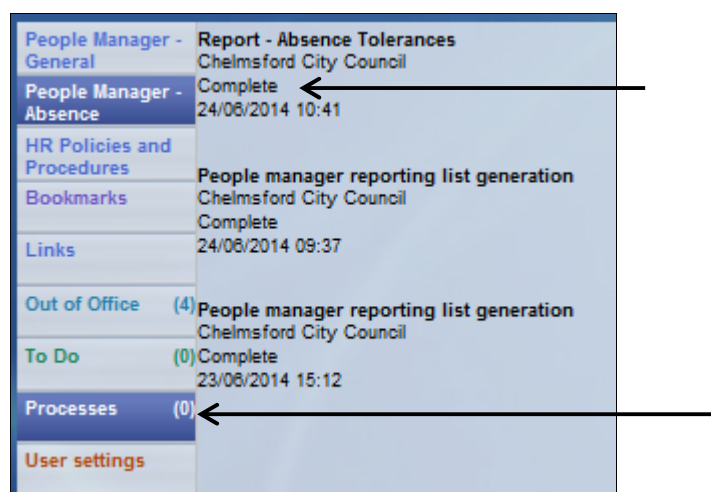 People Manager -
General
People Manager -
Absence
HR Policies and
Procedures
Bookmarks
Links
Out of Office (4)
To Do (0)
Processes (0)
User settings
Report - Absence Tolerances
Chelmsford City Council
Complete
24/06/2014 10:41
People manager reporting list generation
Chelmsford City Council
Complete
24/06/2014 09:37
People manager reporting list generation
Chelmsford City Council
Complete
23/06/2014 15:12